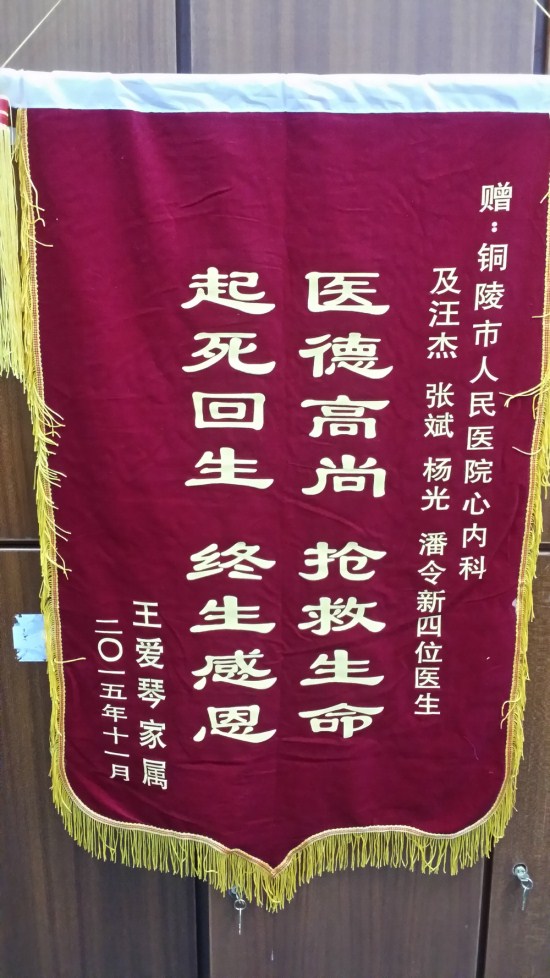 赠：铜陵市人民医院心内科
及汪杰 张斌 杨光 潘令新四位医生
医德高尚 抢救生命
起死回生 终生感恩
王爱琴家属
二〇一五年十一月